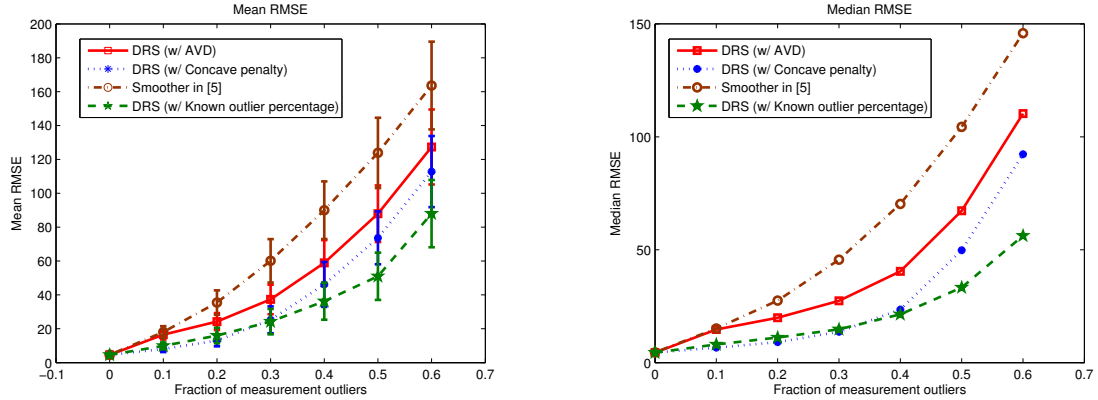 Mean RMSE
200
180
160
140
120
100
80
60
40
20
0
Mean RMSE
DRS (w/ AVD)
DRS (w/ Concave penalty)
Smoother in [5]
DRS (w/ Known outlier percentage)
−0.1 0 0.1 0.2 0.3 0.4 0.5 0.6 0.7
Fraction of measurement outliers
Median RMSE
150
100
50
0
Median RMSE
DRS (w/ AVD)
DRS (w/ Concave penalty)
Smoother in [5]
DRS (w/ Known outlier percentage)
0 0.1 0.2 0.3 0.4 0.5 0.6 0.7
Fraction of measurement outliers